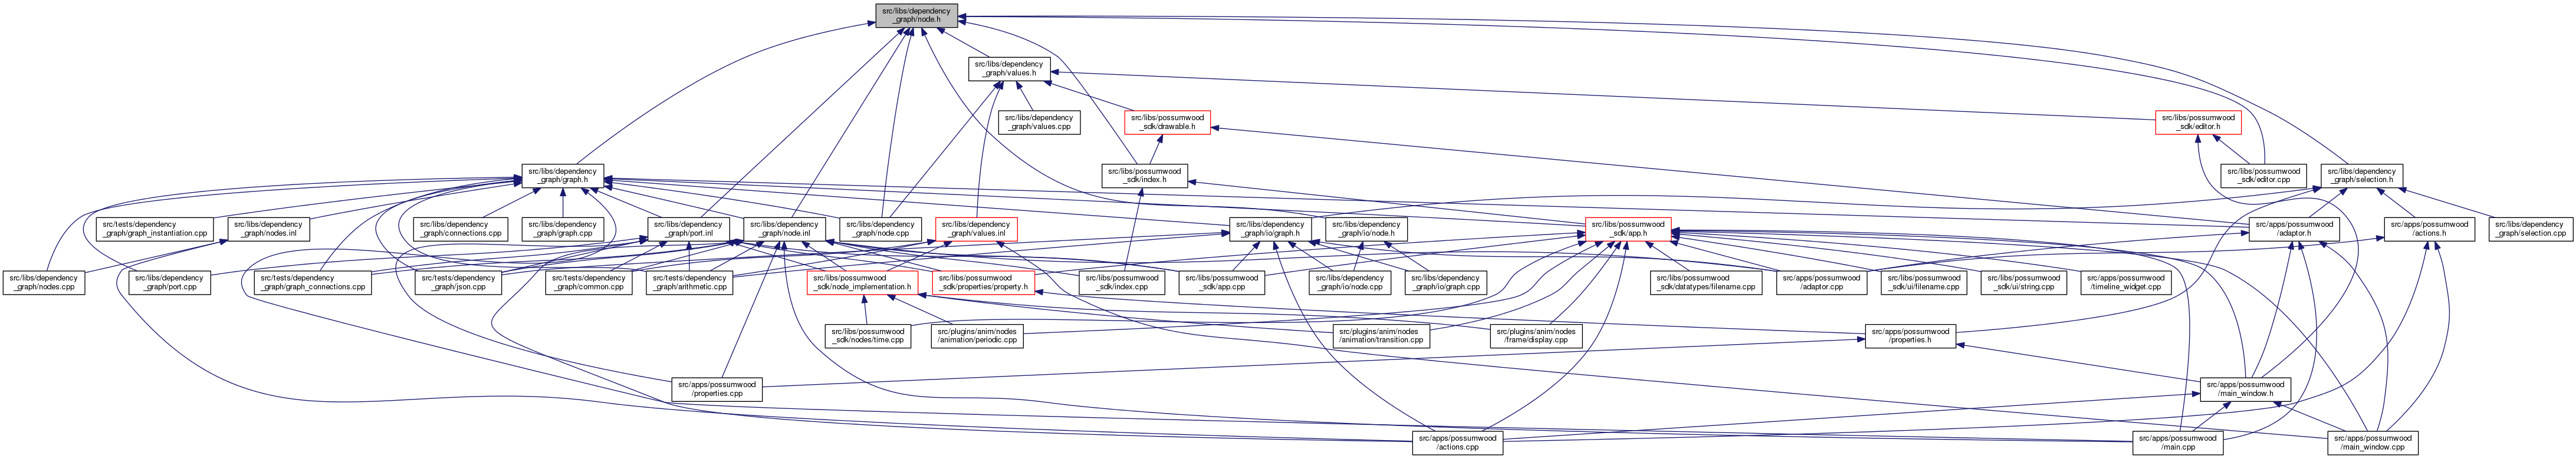 src/libs/dependency
_graph/node.h
src/libs/dependency
_graph/values.h
src/libs/dependency
_graph/values.cpp
src/libs/possumwood
_sdk/drawable.h
src/libs/possumwood
_sdk/editor.h
src/libs/dependency
_graph/graph.h
src/libs/possumwood
_sdk/index.h
src/libs/possumwood
_sdk/editor.cpp
src/libs/dependency
_graph/selection.h
src/tests/dependency
_graph/graph_instantiation.cpp
src/libs/dependency
_graph/nodes.inl
src/libs/dependency
_graph/connections.cpp
src/libs/dependency
_graph/graph.cpp
src/libs/dependency
_graph/port.inl
src/libs/dependency
_graph/node.inl
src/libs/dependency
_graph/node.cpp
src/libs/dependency
_graph/values.inl
src/libs/dependency
_graph/io/graph.h
src/libs/dependency
_graph/io/node.h
src/libs/possumwood
_sdk/app.h
src/apps/possumwood
/adaptor.h
src/apps/possumwood
/actions.h
src/libs/dependency
_graph/selection.cpp
src/libs/dependency
_graph/nodes.cpp
src/libs/dependency
_graph/port.cpp
src/tests/dependency
_graph/graph_connections.cpp
src/tests/dependency
_graph/json.cpp
src/tests/dependency
_graph/common.cpp
src/tests/dependency
_graph/arithmetic.cpp
src/libs/possumwood
_sdk/node_implementation.h
src/libs/possumwood
_sdk/properties/property.h
src/libs/possumwood
_sdk/index.cpp
src/libs/possumwood
_sdk/app.cpp
src/libs/dependency
_graph/io/node.cpp
src/libs/dependency
_graph/io/graph.cpp
src/libs/possumwood
_sdk/datatypes/filename.cpp
src/apps/possumwood
/adaptor.cpp
src/libs/possumwood
_sdk/ui/filename.cpp
src/libs/possumwood
_sdk/ui/string.cpp
src/apps/possumwood
/timeline_widget.cpp
src/libs/possumwood
_sdk/nodes/time.cpp
src/plugins/anim/nodes
/animation/periodic.cpp
src/plugins/anim/nodes
/animation/transition.cpp
src/plugins/anim/nodes
/frame/display.cpp
src/apps/possumwood
/properties.h
src/apps/possumwood
/properties.cpp
src/apps/possumwood
/main_window.h
src/apps/possumwood
/actions.cpp
src/apps/possumwood
/main.cpp
src/apps/possumwood
/main_window.cpp